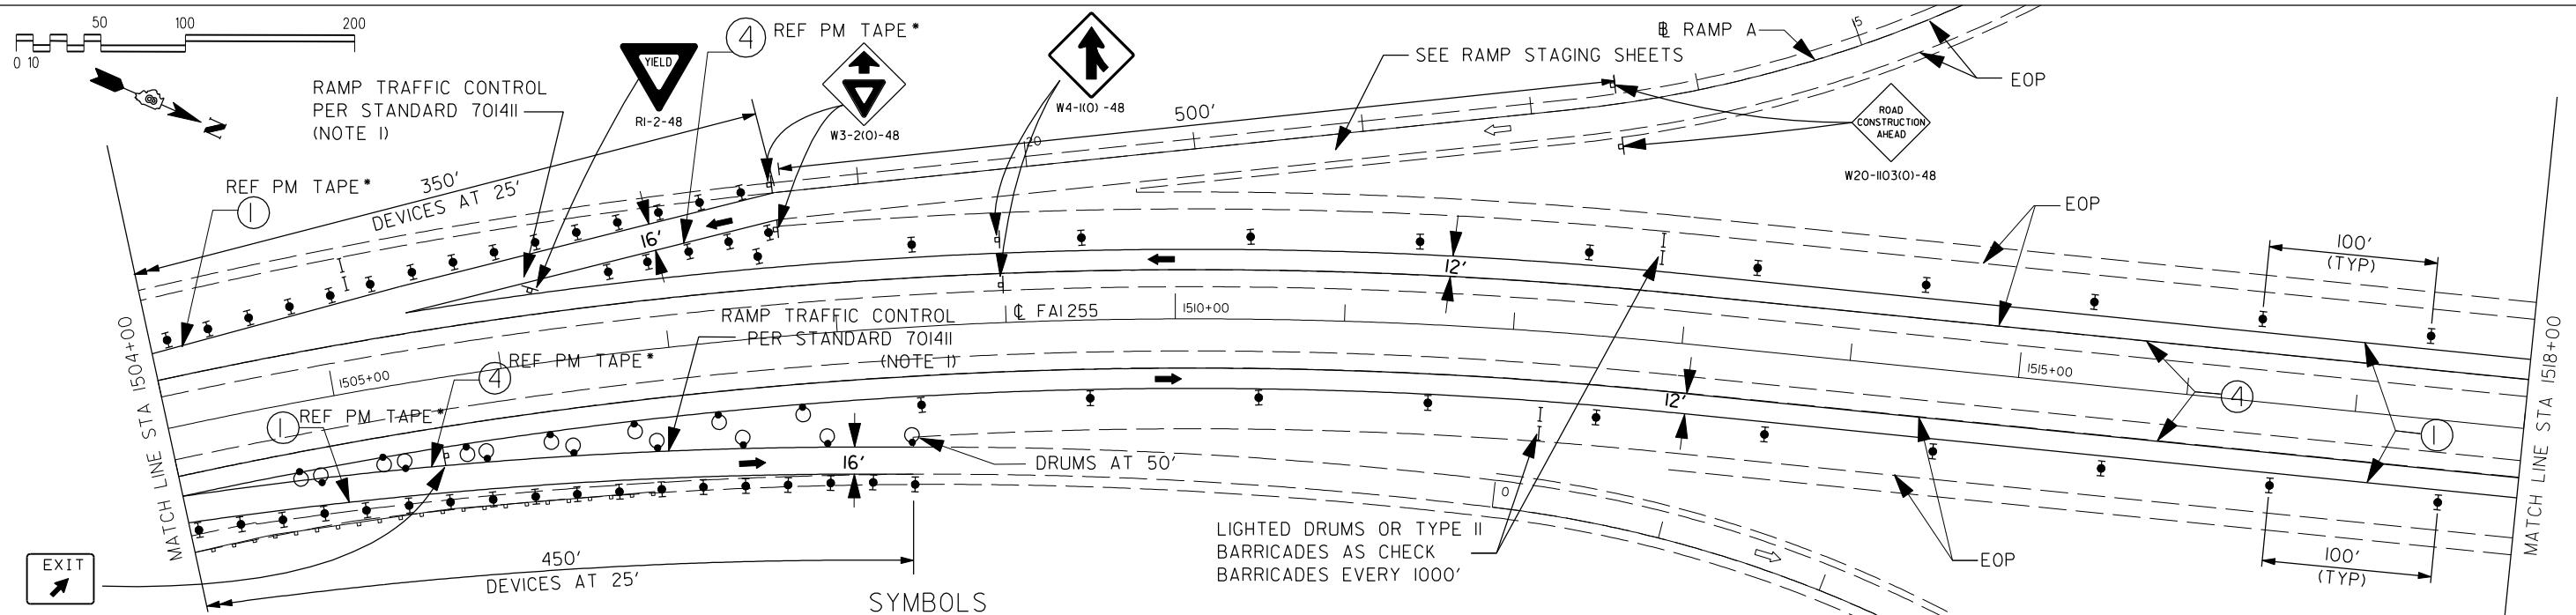 50
100
200
0 10
N
RAMP TRAFFIC CONTROL
PER STANDARD 701411
(NOTE 1)
YIELD
R1-2-48
4
REF PM TAPE*
W3-2(O)-48
W4-1(O) -48
SEE RAMP STAGING SHEETS
℄ RAMP A
15
EOP
ROAD
CONSTRUCTION
AHEAD
W20-1103(O)-48
500'
20
REF PM TAPE*
1
350'
DEVICES AT 25'
16'
12'
EOP
100'
(TYP)
MATCH LINE STA 1504+00
RAMP TRAFFIC CONTROL
PER STANDARD 701411
(NOTE 1)
℄ FAI 255
1510+00
1505+00
4
REF PM TAPE*
1515+00
12'
4
1
1
REF PM TAPE*
16'
DRUMS AT 50'
0
LIGHTED DRUMS OR TYPE II
BARRICADES AS CHECK
BARRICADES EVERY 1000'
EOP
100'
(TYP)
MATCH LINE STA 1518+00
EXIT
450'
DEVICES AT 25'
SYMBOLS